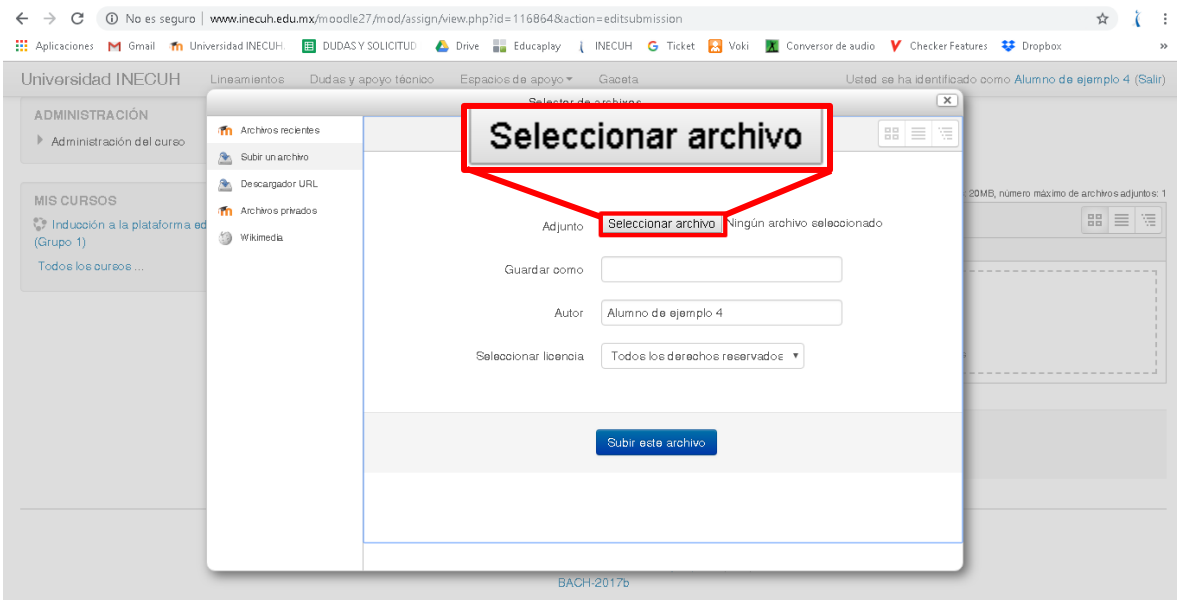 No es seguro | www.inecuh.edu.mx/moodle27/mod/assign/view.php?id=116864&action=editsubmission
Aplicaciones Gmail Universidad INECUH. DUDAS Y SOLICITUD Drive Educaplay INECUH Ticket Voki Conversor de audio Checker Features Dropbox »
Universidad INECUH Lineamientos Dudas y apoyo técnico Espacios de apoyo Gaceta Usted se ha identificado como Alumno de ejemplo 4 (Salir)
Selector de archivos
ADMINISTRACIÓN
Administración del curso
MIS CURSOS
Inducción a la plataforma ed
(Grupo 1)
Todos los cursos ...
Archivos recientes
Subir un archivo
Descargador URL
Archivos privados
Wikimedia
Seleccionar archivo
Adjunto Seleccionar archivo Ningún archivo seleccionado
Guardar como
Autor Alumno de ejemplo 4
Seleccionar licencia Todos los derechos reservados
Subir este archivo
20MB, número máximo de archivos adjuntos: 1
BACH-2017b